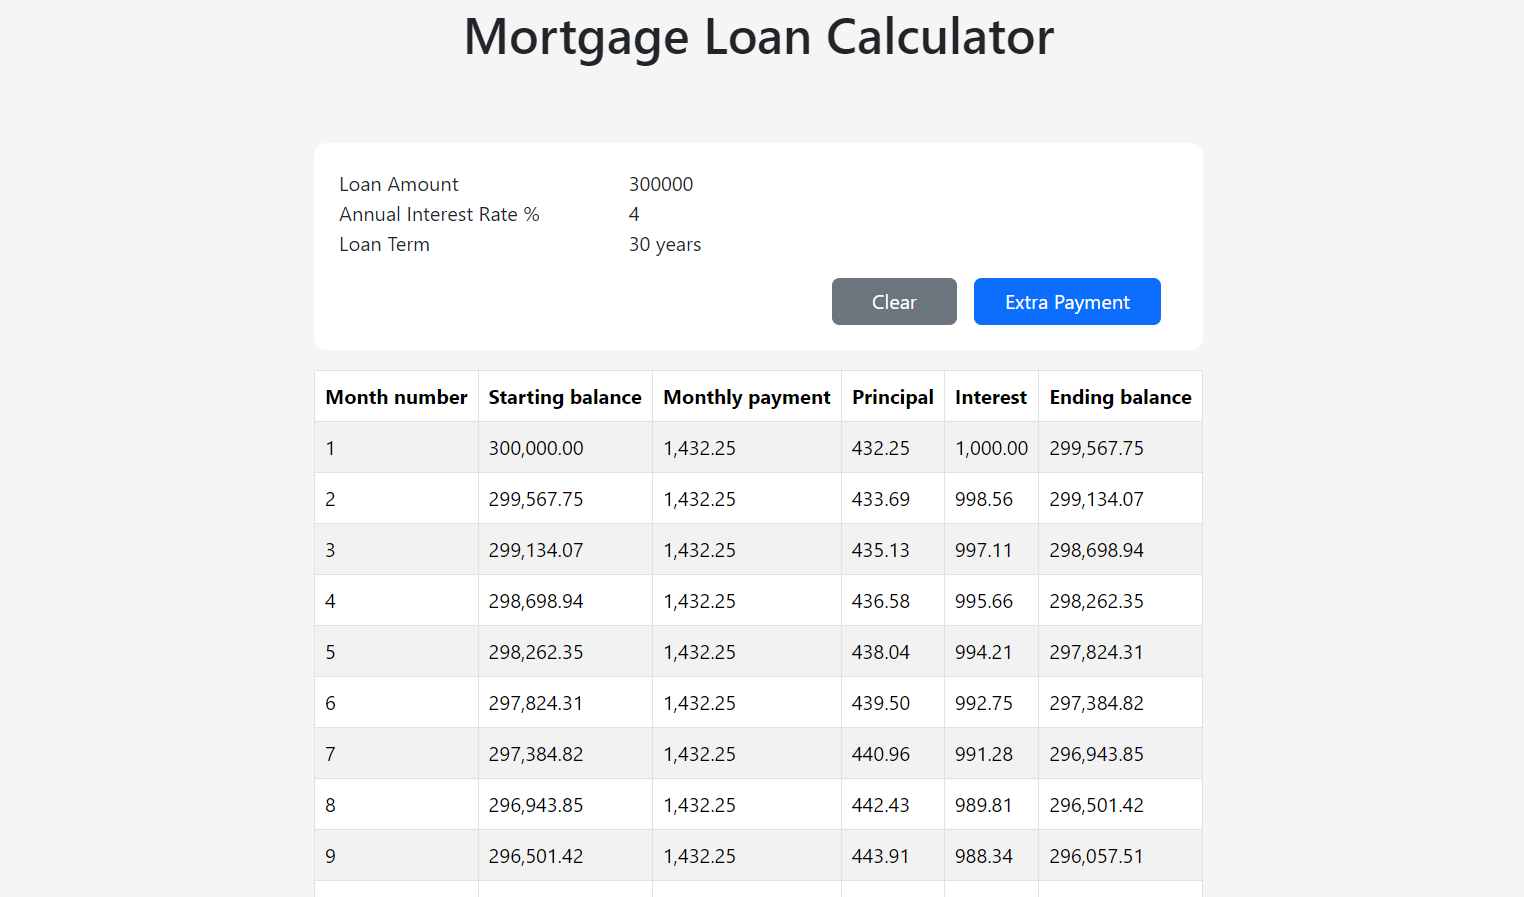 Mortgage Loan Calculator
Loan Amount 300000
Annual Interest Rate % 4
Loan Term 30 years
Clear Extra Payment
Month number Starting balance Monthly payment Principal Interest Ending balance
1 300,000.00 1,432.25 432.25 1,000.00 299,567.75
2 299,567.75 1,432.25 433.69 998.56 299,134.07
3 299,134.07 1,432.25 435.13 997.11 298,698.94
4 298,698.94 1,432.25 436.58 995.66 298,262.35
5 298,262.35 1,432.25 438.04 994.21 297,824.31
6 297,824.31 1,432.25 439.50 992.75 297,384.82
7 297,384.82 1,432.25 440.96 991.28 296,943.85
8 296,943.85 1,432.25 442.43 989.81 296,501.42
9 296,501.42 1,432.25 443.91 988.34 296,057.51